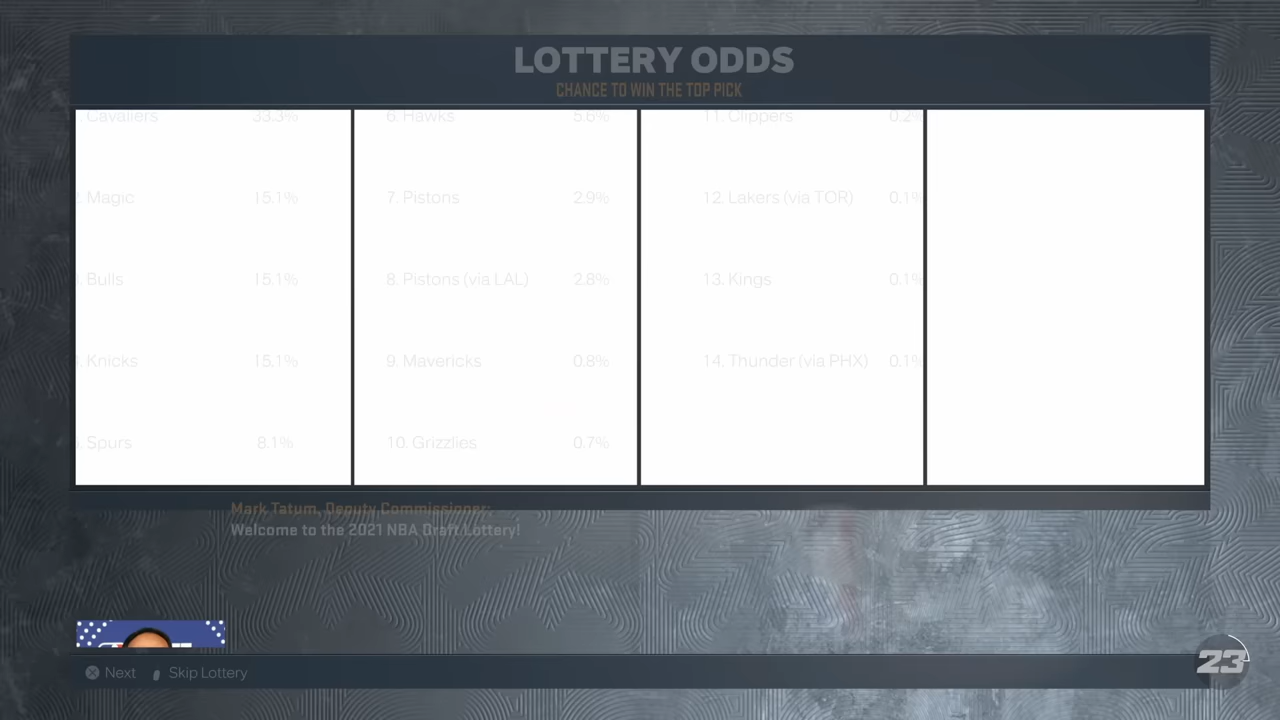 LOTTERY ODDS
CHANCE TO WIN THE TOP PICK
. Cavaliers 33.3%
. Magic 15.1%
. Bulls 15.1%
. Knicks 15.1%
. Spurs 8.1%
6. Hawks 5.6%
7. Pistons 2.9%
8. Pistons (via LAL) 2.8%
9. Mavericks 0.8%
10. Grizzlies 0.7%
11. Clippers 0.2%
12. Lakers (via TOR) 0.1%
13. Kings 0.1%
14. Thunder (via PHX) 0.1%
Mark Tatum, Deputy Commissioner:
Welcome to the 2021 NBA Draft Lottery!
Next Skip Lottery
23